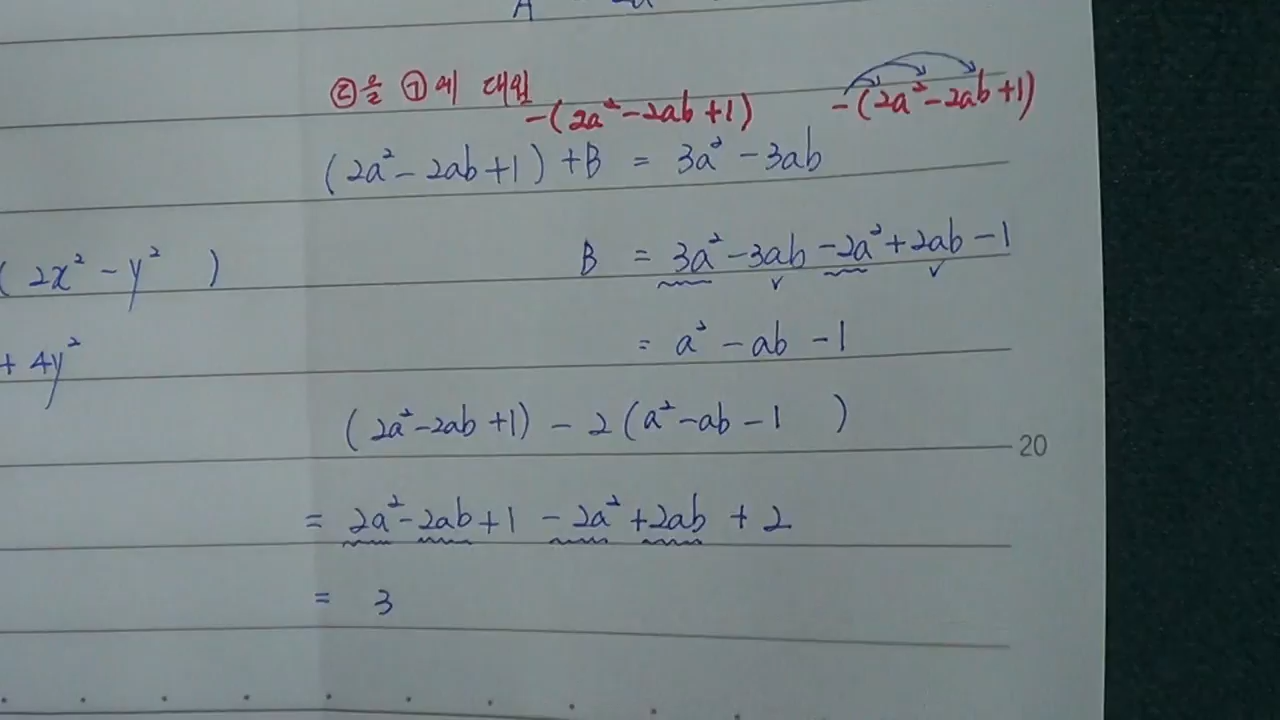 A
②을 ①에 대입
-(2a²-2ab+1) -(2a²-2ab+1)
(2a²-2ab+1)+B = 3a²-3ab
(2x²-y² ) B = 3a²-3ab-2a²+2ab-1
+4y² = a²-ab-1
(2a²-2ab+1)-2(a²-ab-1 )
20
= 2a²-2ab+1-2a²+2ab+2
= 3